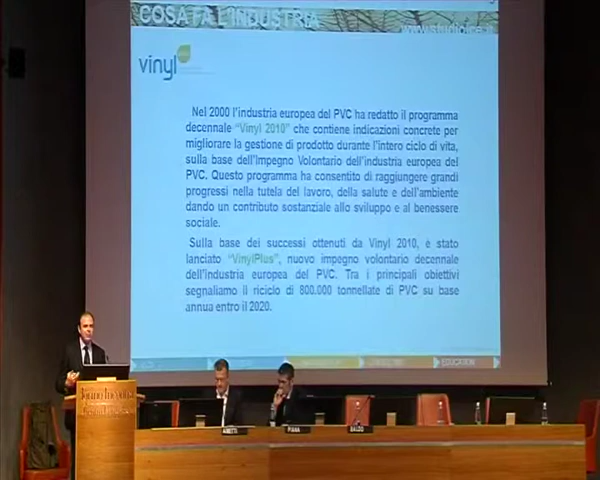 COSA FA L'INDUSTRIA
vinyl
Nel 2000 l'industria europea del PVC ha redatto il programma
decennale "Vinyl 2010" che contiene indicazioni concrete per
migliorare la gestione di prodotto durante l'intero ciclo di vita,
sulla base dell'Impegno Volontario dell'industria europea del
PVC. Questo programma ha consentito di raggiungere grandi
progressi nella tutela del lavoro, della salute e dell'ambiente
dando un contributo sostanziale allo sviluppo e al benessere
sociale.
Sulla base dei successi ottenuti da Vinyl 2010, è stato
lanciato "VinylPlus", nuovo impegno volontario decennale
dell'industria europea del PVC. Tra i principali obiettivi
segnaliamo il riciclo di 800.000 tonnellate di PVC su base
annua entro il 2020.
EDUCATION